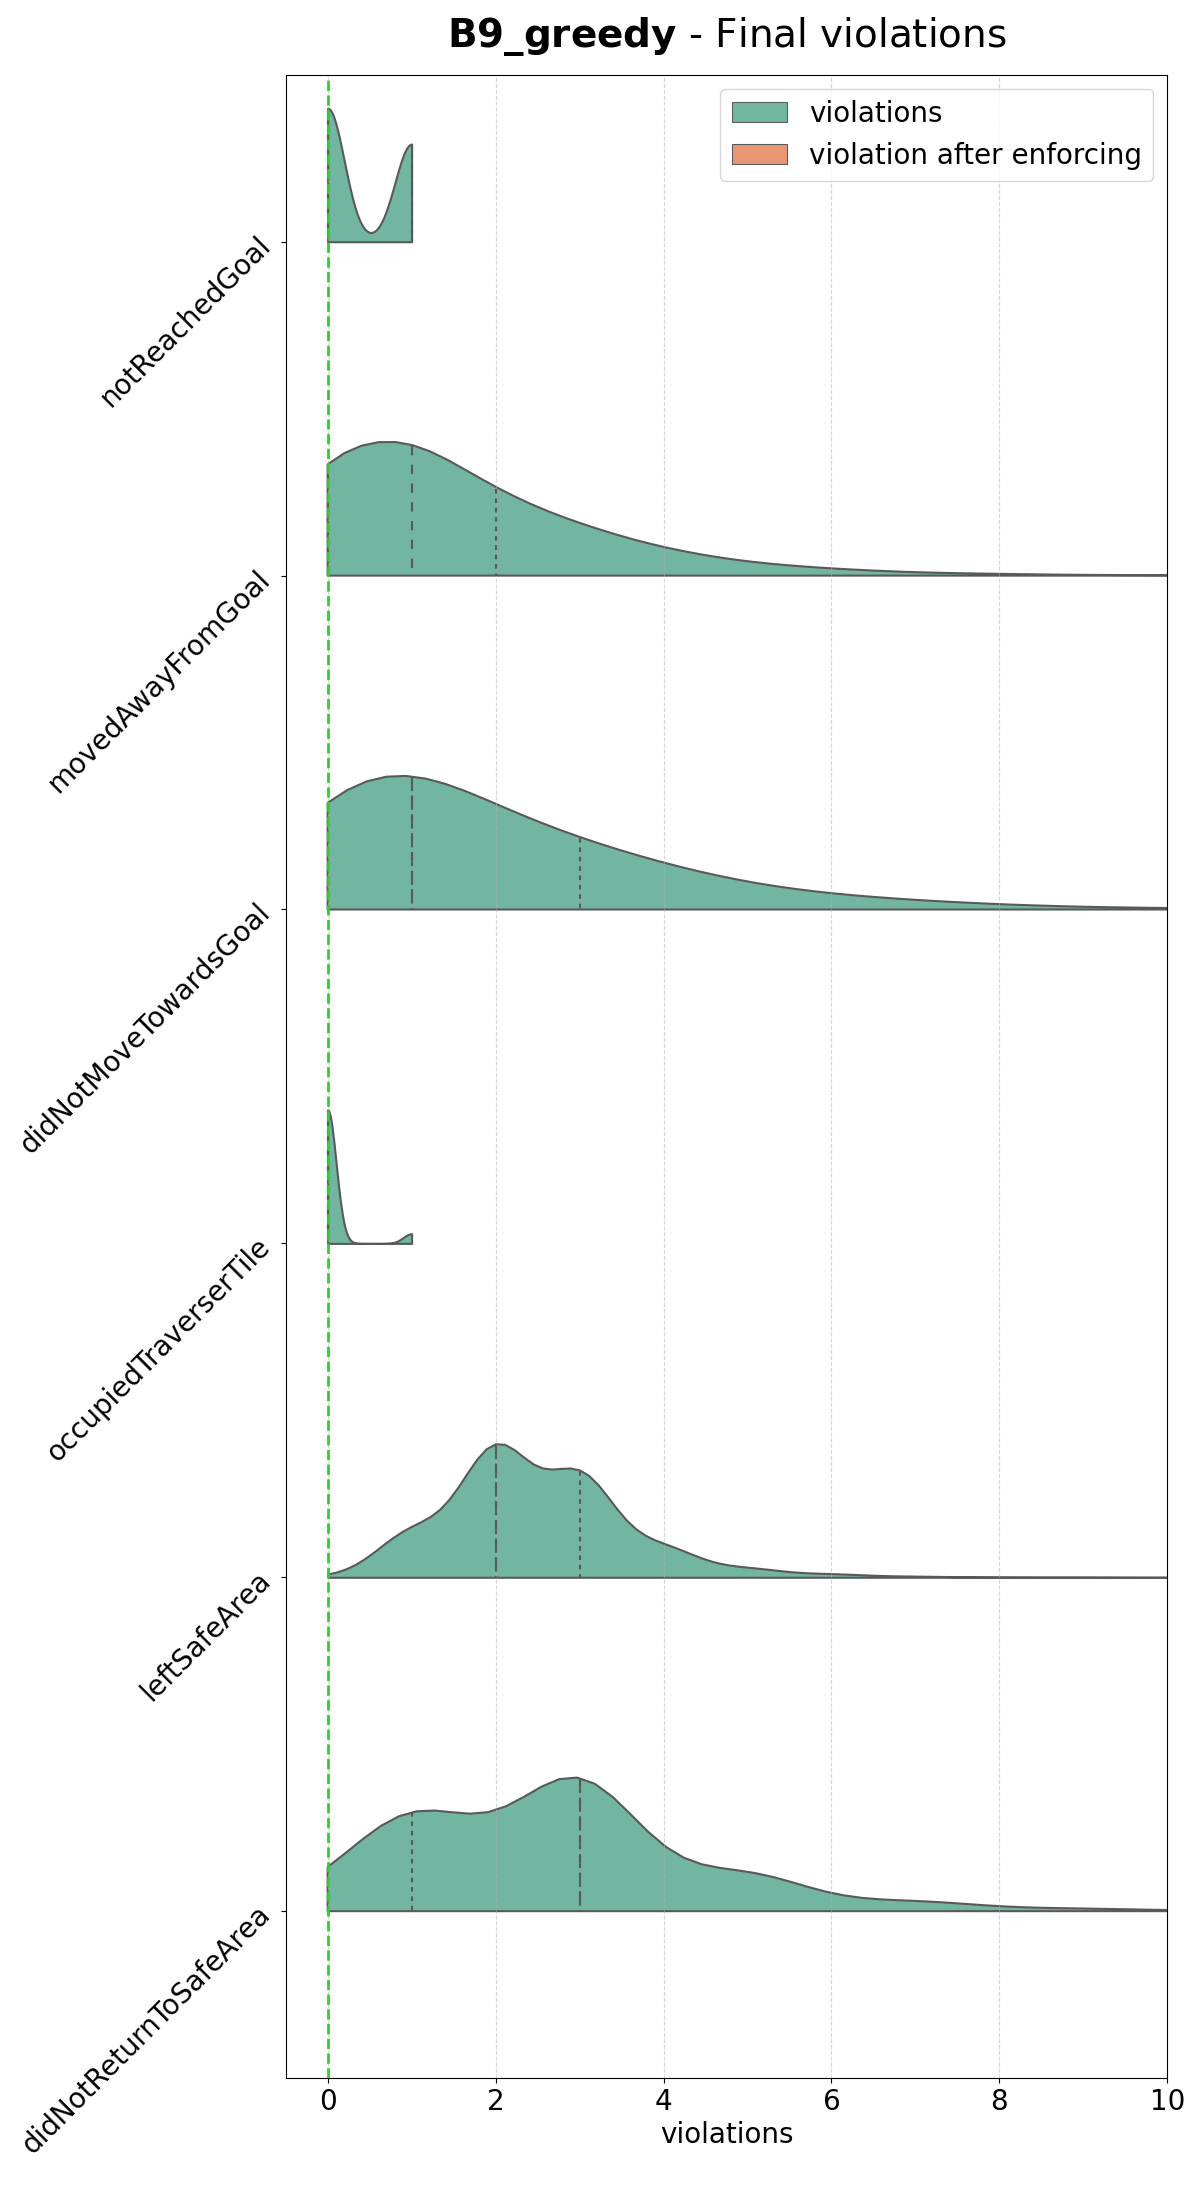 B9_greedy - Final violations
violations
violation after enforcing
notReachedGoal
movedAwayFromGoal
didNotMoveTowardsGoal
occupiedTraverserTile
leftSafeArea
didNotReturnToSafeArea
0 2 4 6 8 10
violations